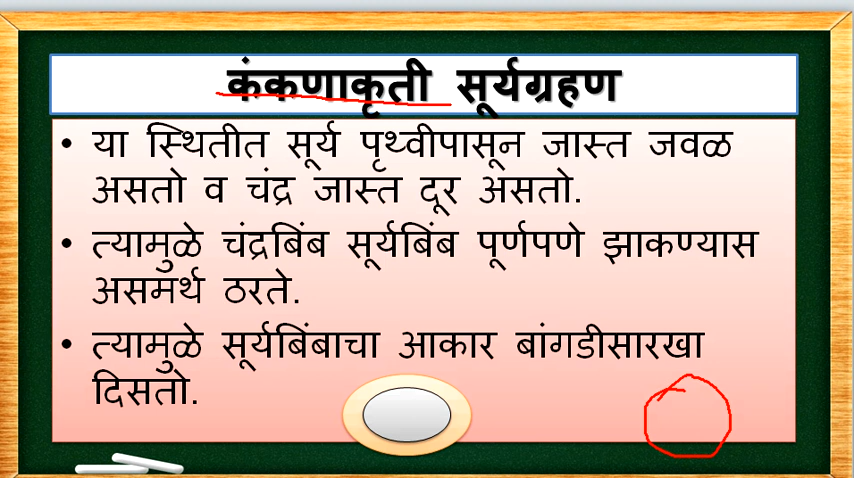 कंकणाकृती सूर्यग्रहण
• या स्थितीत सूर्य पृथ्वीपासून जास्त जवळ
असतो व चंद्र जास्त दूर असतो.
• त्यामुळे चंद्रबिंब सूर्यबिंब पूर्णपणे झाकण्यास
असमर्थ ठरते.
• त्यामुळे सूर्यबिंबाचा आकार बांगडीसारखा
दिसतो.